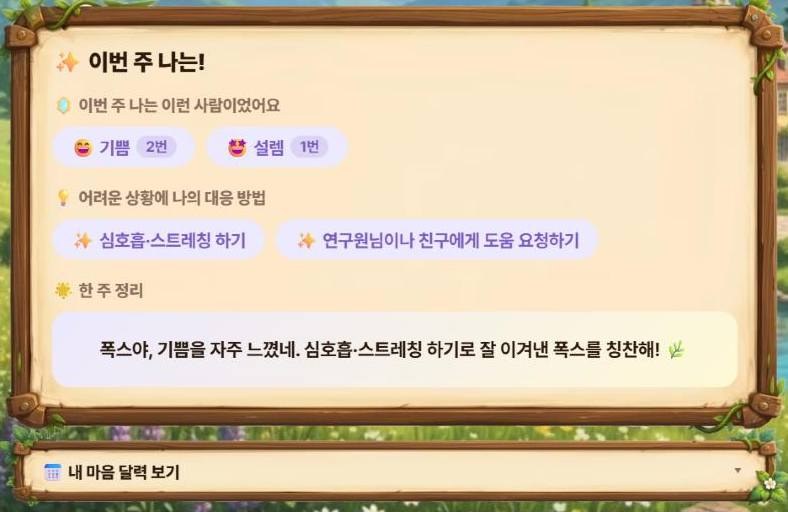 이번 주 나는!
이번 주 나는 이런 사람이었어요
기쁨 2번 설렘 1번
어려운 상황에 나의 대응 방법
심호흡·스트레칭 하기 연구원님이나 친구에게 도움 요청하기
한 주 정리
폭스야, 기쁨을 자주 느꼈네. 심호흡·스트레칭 하기로 잘 이겨낸 폭스를 칭찬해!
내 마음 달력 보기